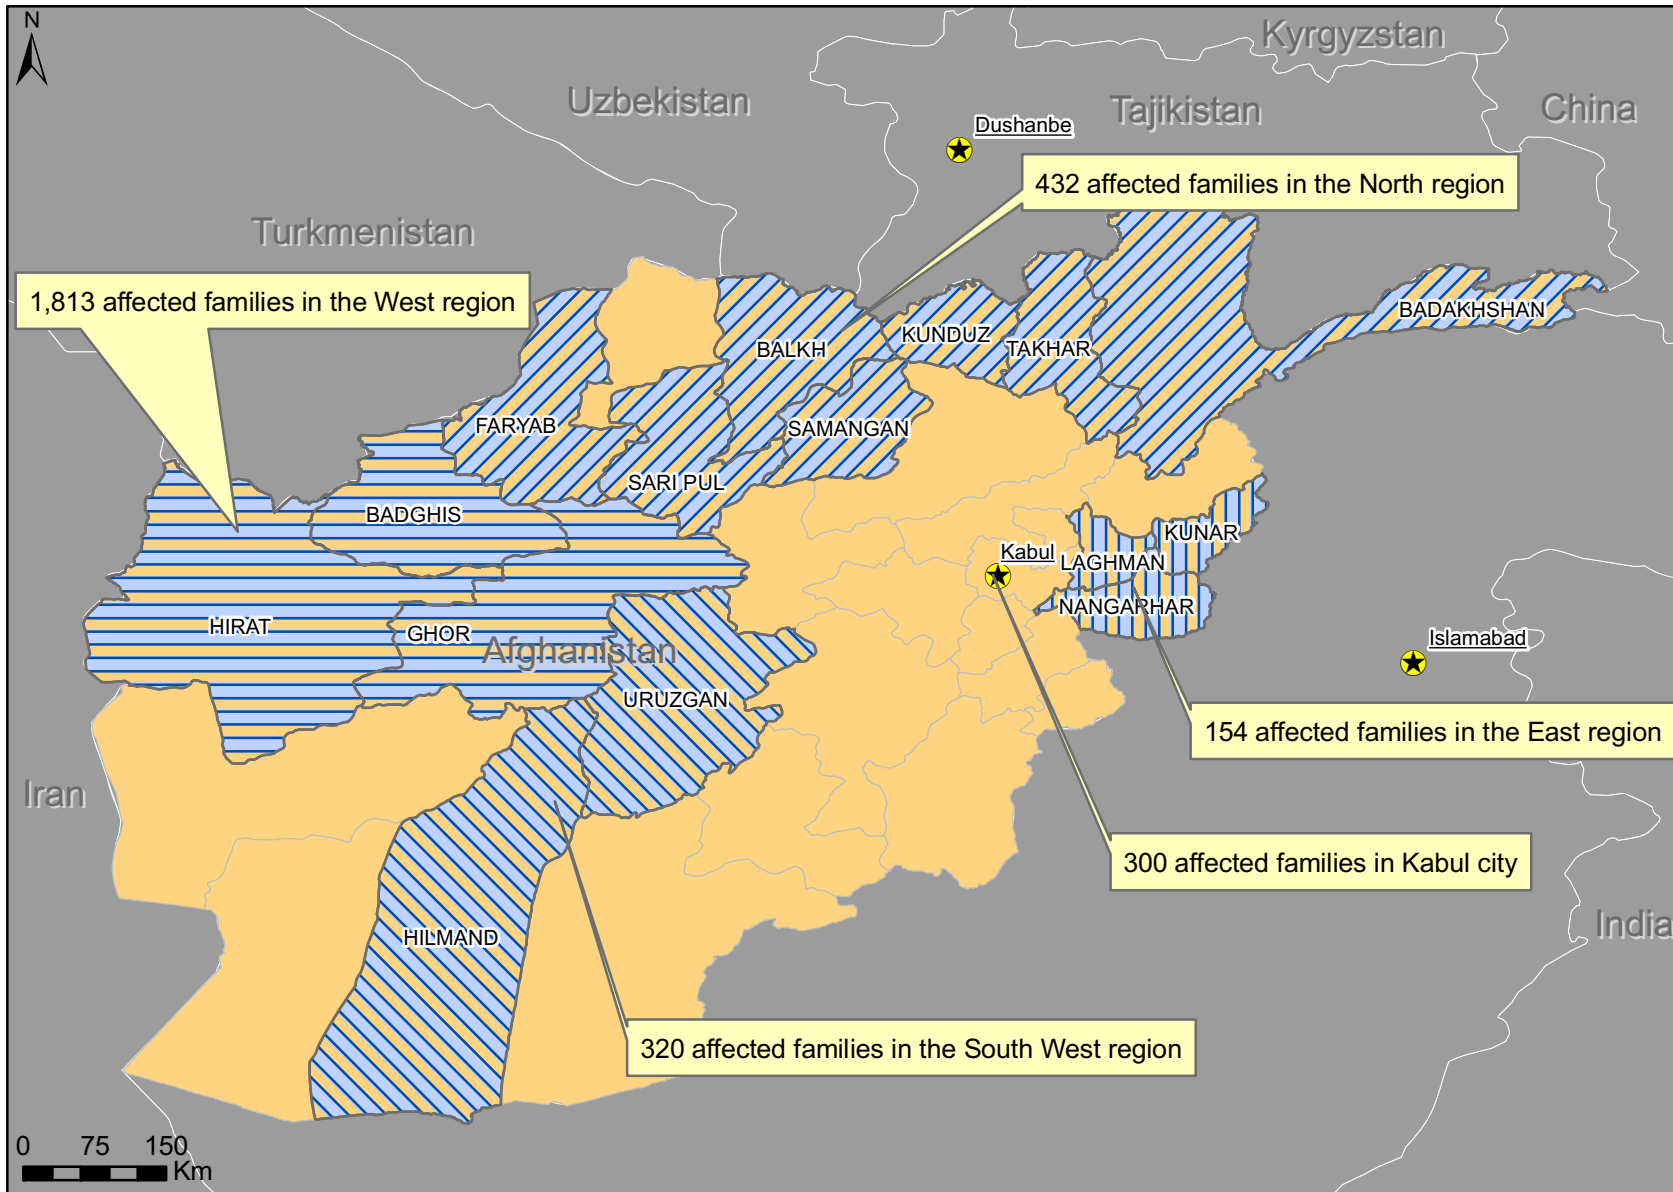 N
Kyrgyzstan
Uzbekistan
Tajikistan
China
Dushanbe
432 affected families in the North region
Turkmenistan
1,813 affected families in the West region
BADAKHSHAN
KUNDUZ
TAKHAR
BALKH
FARYAB
SAMANGAN
SARI PUL
BADGHIS
KUNAR
Kabul
LAGHMAN
NANGARHAR
HIRAT
GHOR
Afghanistan
Islamabad
URUZGAN
154 affected families in the East region
Iran
300 affected families in Kabul city
India
HILMAND
320 affected families in the South West region
0 75 150
Km